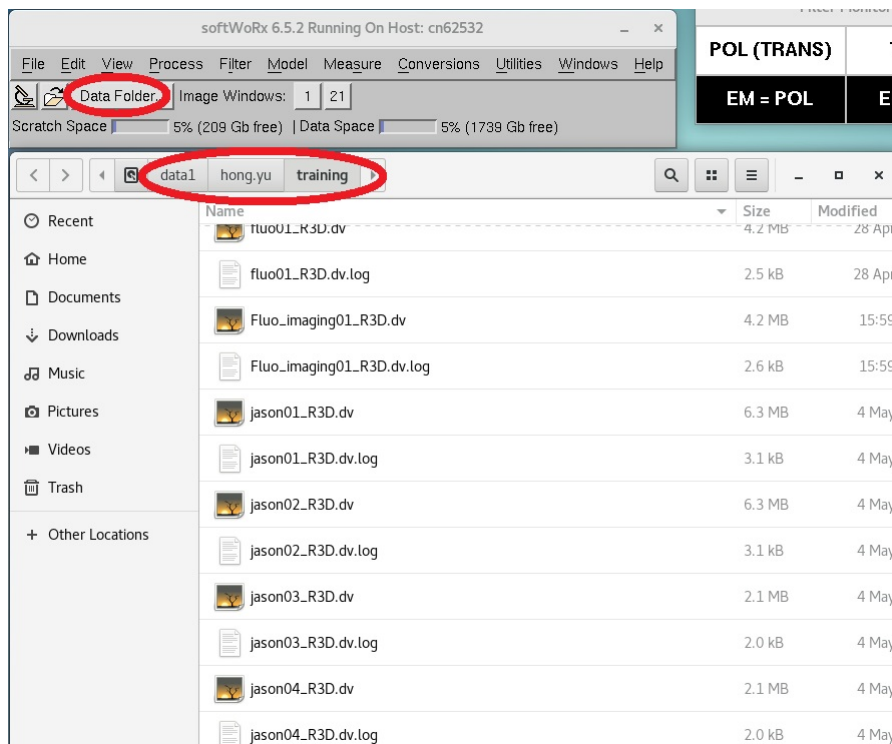 softWoRx 6.5.2 Running On Host: cn62532
File Edit View Process Filter Model Measure Conversions Utilities Windows Help
Data Folder. Image Windows: 1 21
Scratch Space 5% (209 Gb free) | Data Space 5% (1739 Gb free)
POL (TRANS)
EM = POL
data1 hong.yu training
Recent
Home
Documents
Downloads
Music
Pictures
Videos
Trash
+ Other Locations
Name Size Modified
fluo01_R3D.dv 4.2 MB 28 Apr
fluo01_R3D.dv.log 2.5 kB 28 Apr
Fluo_imaging01_R3D.dv 4.2 MB 15:59
Fluo_imaging01_R3D.dv.log 2.6 kB 15:59
jason01_R3D.dv 6.3 MB 4 May
jason01_R3D.dv.log 3.1 kB 4 May
jason02_R3D.dv 6.3 MB 4 May
jason02_R3D.dv.log 3.1 kB 4 May
jason03_R3D.dv 2.1 MB 4 May
jason03_R3D.dv.log 2.0 kB 4 May
jason04_R3D.dv 2.1 MB 4 May
jason04_R3D.dv.log 2.0 kB 4 May